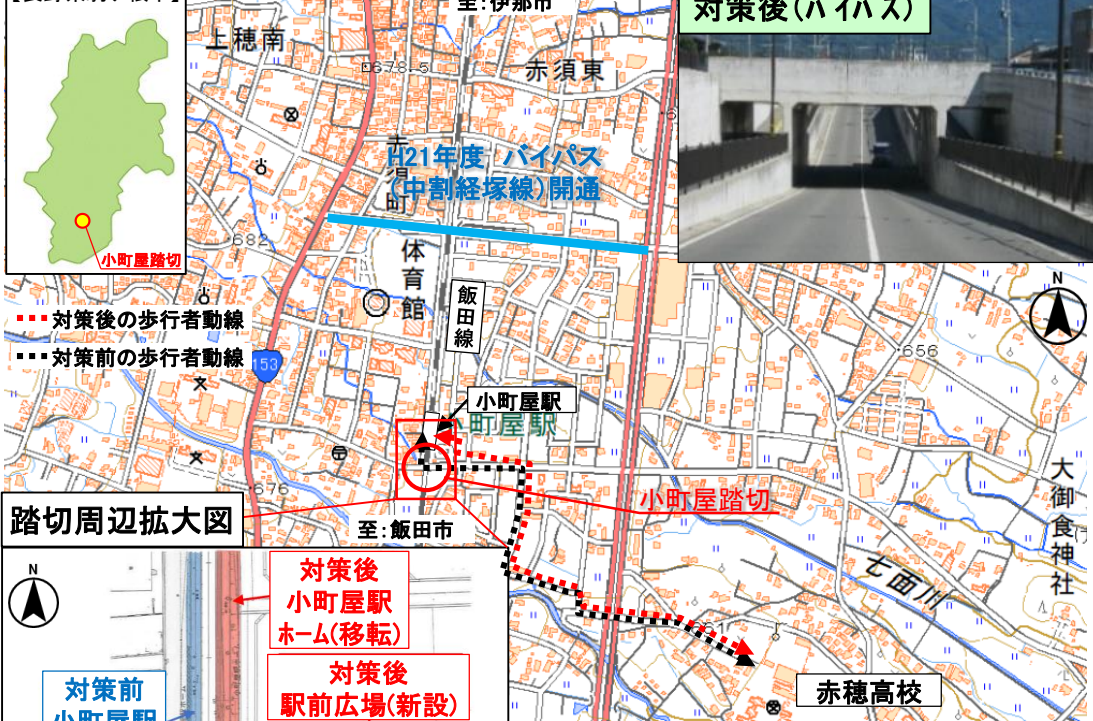 至:伊那市
対策後(バイパス)
上穂南
678.5
赤須東
赤須町
H21年度 バイパス
(中割経塚線)開通
682
小町屋踏切
体育館
飯田線
N
対策後の歩行者動線
対策前の歩行者動線
153
656
小町屋駅
小町屋駅
676
小町屋踏切
大御食神社
踏切周辺拡大図
至:飯田市
七面川
N
対策後
小町屋駅
ホーム(移転)
対策後
駅前広場(新設)
対策前
小町屋駅
赤穂高校